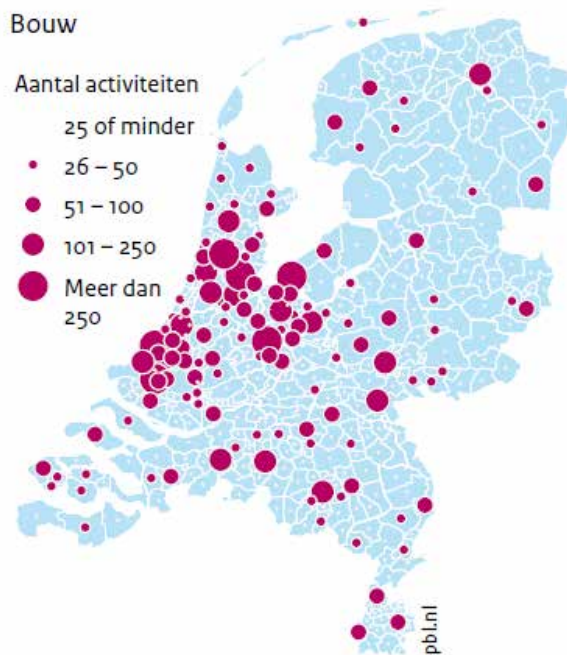 Bouw
Aantal activiteiten
25 of minder
26 – 50
51 – 100
101 – 250
Meer dan
250
pbl.nl